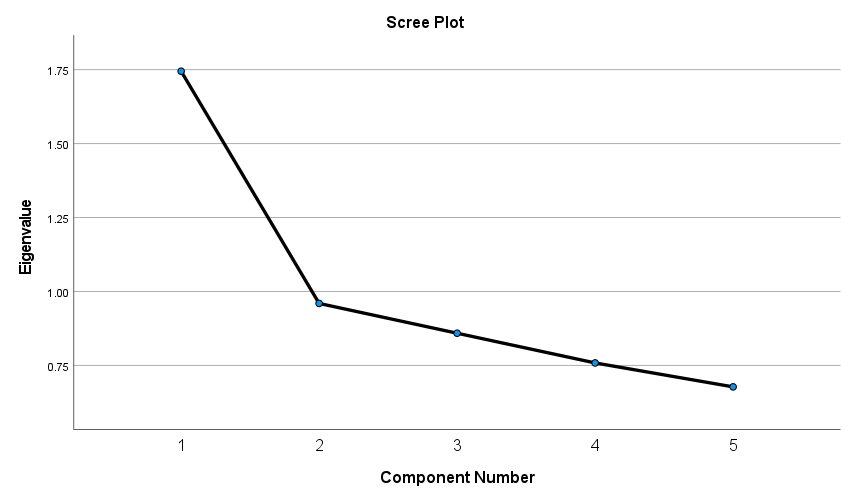 Scree Plot
Eigenvalue
1.75
1.50
1.25
1.00
0.75
1 2 3 4 5
Component Number